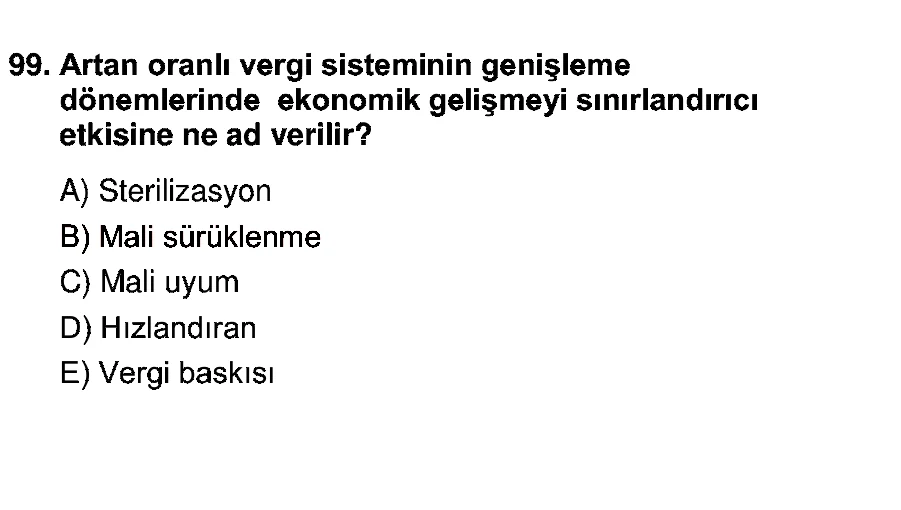 99. Artan oranlı vergi sisteminin genişleme
dönemlerinde ekonomik gelişmeyi sınırlandırıcı
etkisine ne ad verilir?
A) Sterilizasyon
B) Mali sürüklenme
C) Mali uyum
D) Hızlandıran
E) Vergi baskısı